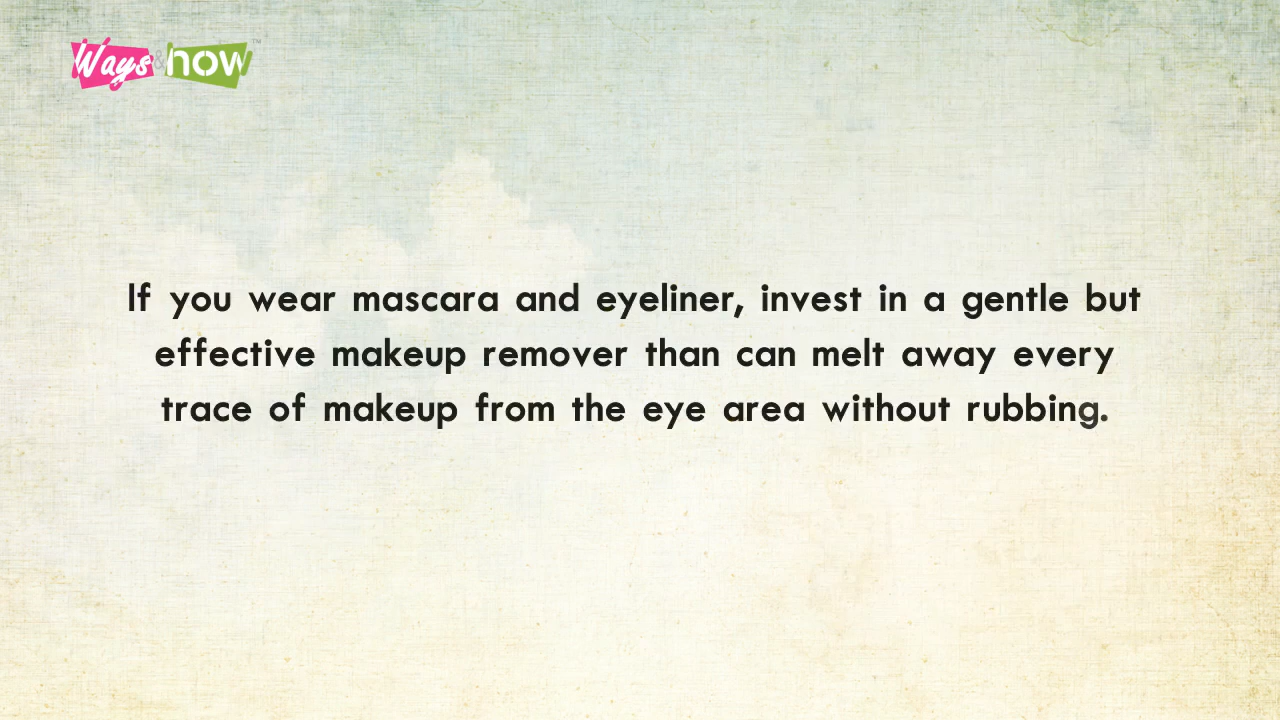 Ways & how™
If you wear mascara and eyeliner, invest in a gentle but
effective makeup remover than can melt away every
trace of makeup from the eye area without rubbing.